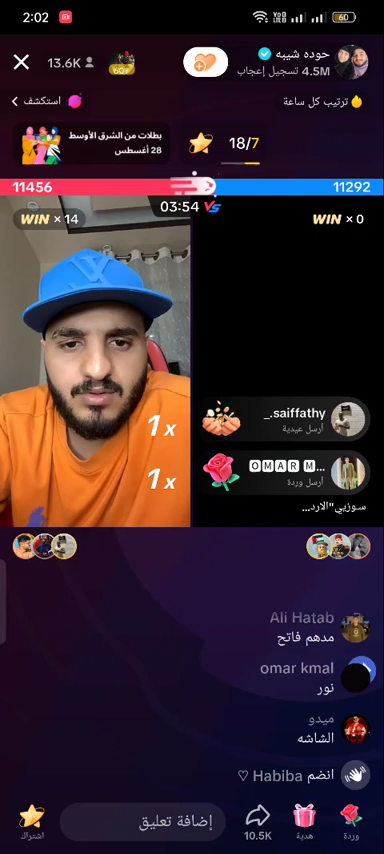 2:02
60
13.6K
حوده شيبه
4.5M تسجيل إعجاب
استكشف
ترتيب كل ساعة
بطلات من الشرق الأوسط
28 أغسطس
18/7
11456
11292
03:54 VS
WIN × 14
WIN × 0
saiffathy._
أرسل عيدية
1x
OMAR M...
أرسل وردة
1x
سوزيي"الارد...
Ali Hatab
مدهم فاتح
omar kmal
نور
ميدو
الشاشه
انضم Habiba ♡
اشتراك
إضافة تعليق
10.5K
هدية
وردة